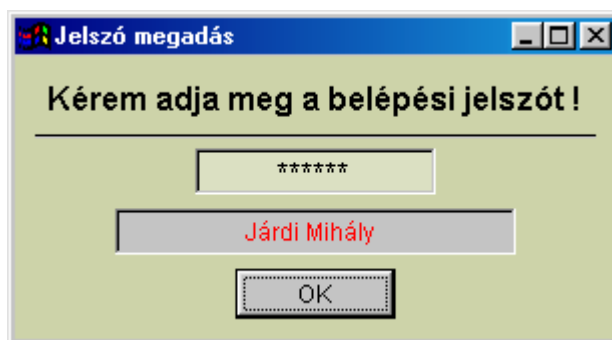 Jelszó megadás
Kérem adja meg a belépési jelszót !
******
Járdi Mihály
OK